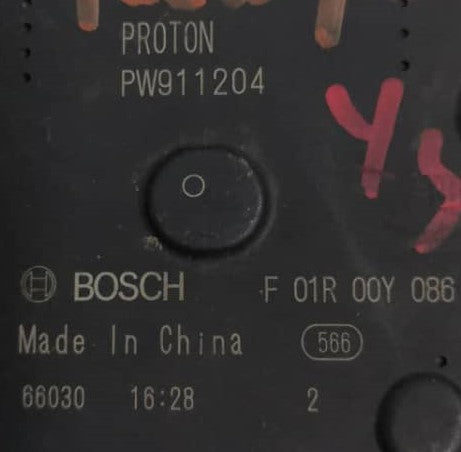 PROTON
PW911204
BOSCH F 01R 00Y 086
Made In China 566
66030 16:28 2